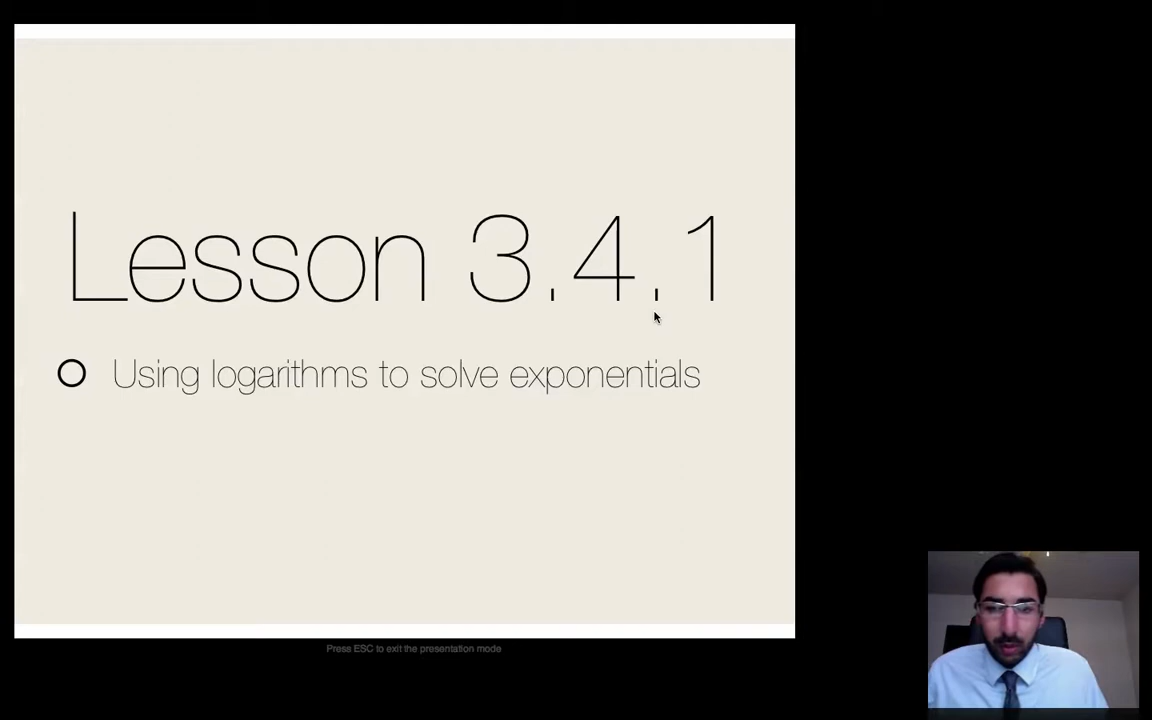 Lesson 3.4.1
Using logarithms to solve exponentials
Press ESC to exit the presentation mode